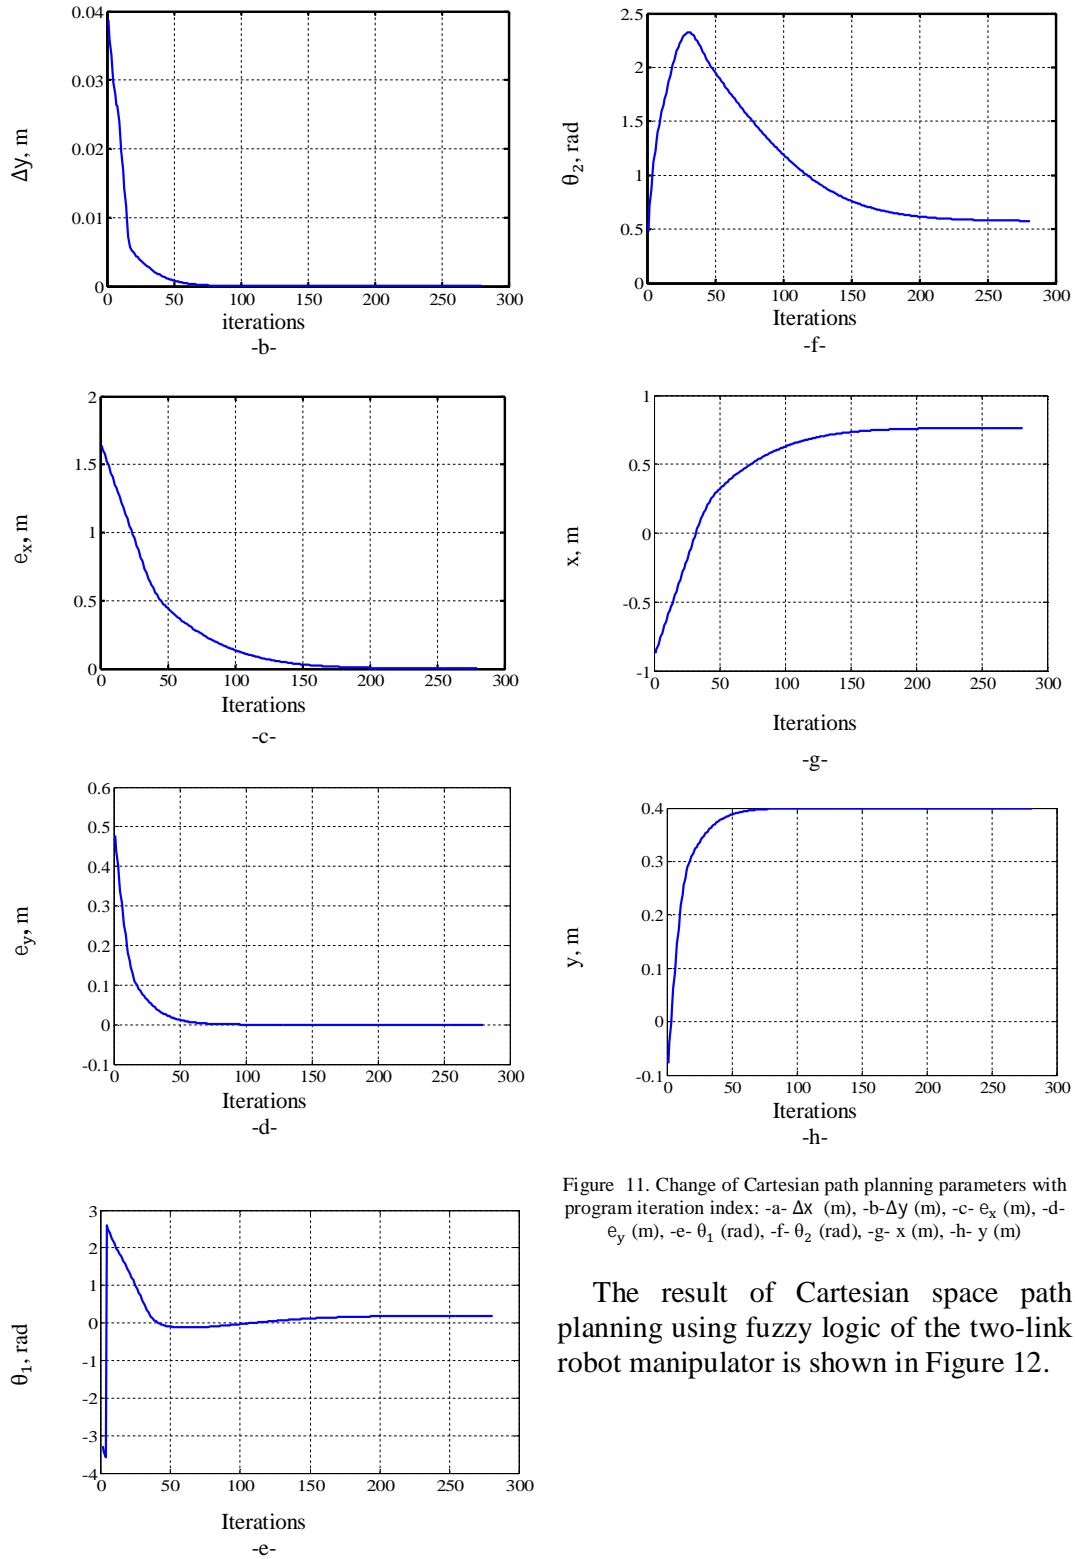 0.04
0.03
0.02
0.01
0
0 50 100 150 200 250 300
Δy, m
iterations
-b-
2
1.5
1
0.5
0
0 50 100 150 200 250 300
eₓ, m
Iterations
-c-
0.6
0.5
0.4
0.3
0.2
0.1
0
-0.1
0 50 100 150 200 250 300
e_y, m
Iterations
-d-
3
2
1
0
-1
-2
-3
-4
0 50 100 150 200 250 300
θ₁, rad
Iterations
-e-
2.5
2
1.5
1
0.5
0
0 50 100 150 200 250 300
θ₂, rad
Iterations
-f-
1
0.5
0
-0.5
-1
0 50 100 150 200 250 300
x, m
Iterations
-g-
0.4
0.3
0.2
0.1
0
-0.1
0 50 100 150 200 250 300
y, m
Iterations
-h-
Figure 11. Change of Cartesian path planning parameters with
program iteration index: -a- Δx (m), -b-Δy (m), -c- eₓ (m), -d-
e_y (m), -e- θ₁ (rad), -f- θ₂ (rad), -g- x (m), -h- y (m)
The result of Cartesian space path
planning using fuzzy logic of the two-link
robot manipulator is shown in Figure 12.